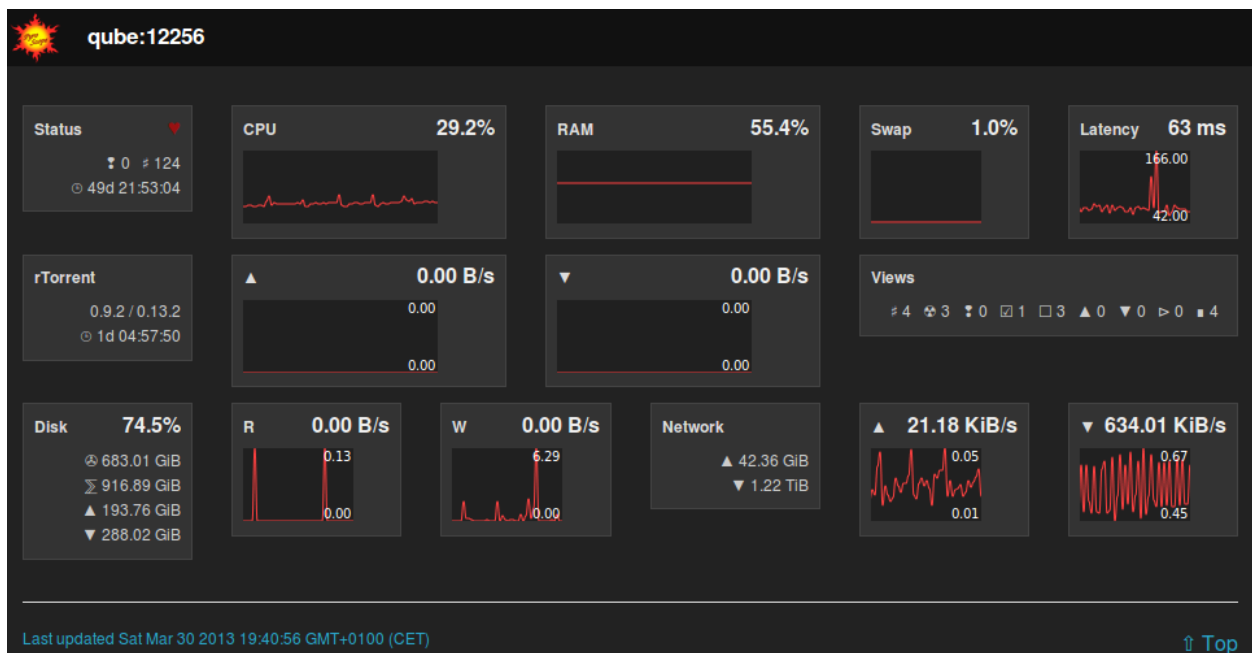 qube:12256
Status ♥
❢ 0 ♯ 124
⊙ 49d 21:53:04
CPU 29.2%
RAM 55.4%
Swap 1.0%
Latency 63 ms
166.00
42.00
rTorrent
0.9.2 / 0.13.2
⊙ 1d 04:57:50
▲ 0.00 B/s
0.00
0.00
▼ 0.00 B/s
0.00
0.00
Views
♯ 4 ☢ 3 ❢ 0 ☑ 1 ☐ 3 ▲ 0 ▼ 0 ⊳ 0 ∎ 4
Disk 74.5%
✇ 683.01 GiB
⅀ 916.89 GiB
▲ 193.76 GiB
▼ 288.02 GiB
R 0.00 B/s
0.13
0.00
W 0.00 B/s
6.29
0.00
Network
▲ 42.36 GiB
▼ 1.22 TiB
▲ 21.18 KiB/s
0.05
0.01
▼ 634.01 KiB/s
0.67
0.45
Last updated Sat Mar 30 2013 19:40:56 GMT+0100 (CET)
⇧ Top